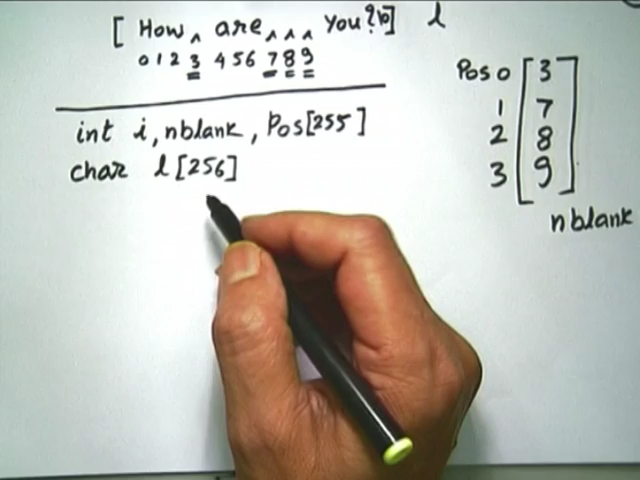 [ How ^ are ^ ^ ^ you? \0] l
0 1 2 3 4 5 6 7 8 9
int i, nblank, Pos[255]
char l[256]
Pos 0 3
1 7
2 8
3 9
nblank